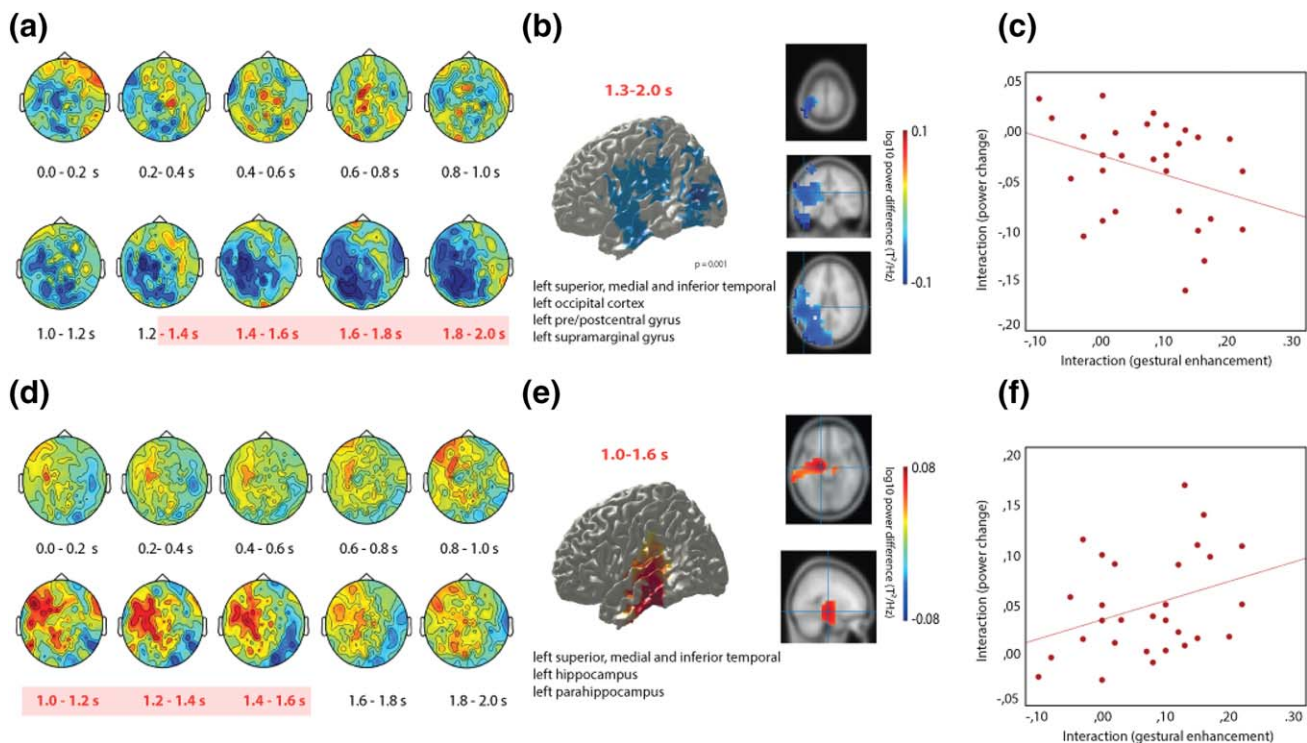 (a)
0.0 - 0.2 s
0.2 - 0.4 s
0.4 - 0.6 s
0.6 - 0.8 s
0.8 - 1.0 s
1.0 - 1.2 s
1.2 - 1.4 s
1.4 - 1.6 s
1.6 - 1.8 s
1.8 - 2.0 s
(b)
1.3-2.0 s
p = 0.001
left superior, medial and inferior temporal
left occipital cortex
left pre/postcentral gyrus
left supramarginal gyrus
0.1
log10 power difference (T²/Hz)
-0.1
(c)
,05
,00
-,05
-,10
-,15
-,20
Interaction (power change)
-,10
,00
,10
,20
.30
Interaction (gestural enhancement)
(d)
0.0 - 0.2 s
0.2 - 0.4 s
0.4 - 0.6 s
0.6 - 0.8 s
0.8 - 1.0 s
1.0 - 1.2 s
1.2 - 1.4 s
1.4 - 1.6 s
1.6 - 1.8 s
1.8 - 2.0 s
(e)
1.0-1.6 s
left superior, medial and inferior temporal
left hippocampus
left parahippocampus
0.08
log10 power difference (T²/Hz)
-0.08
(f)
,20
,15
,10
,05
,00
-,05
Interaction (power change)
-,10
,00
,10
,20
.30
Interaction (gestural enhancement)